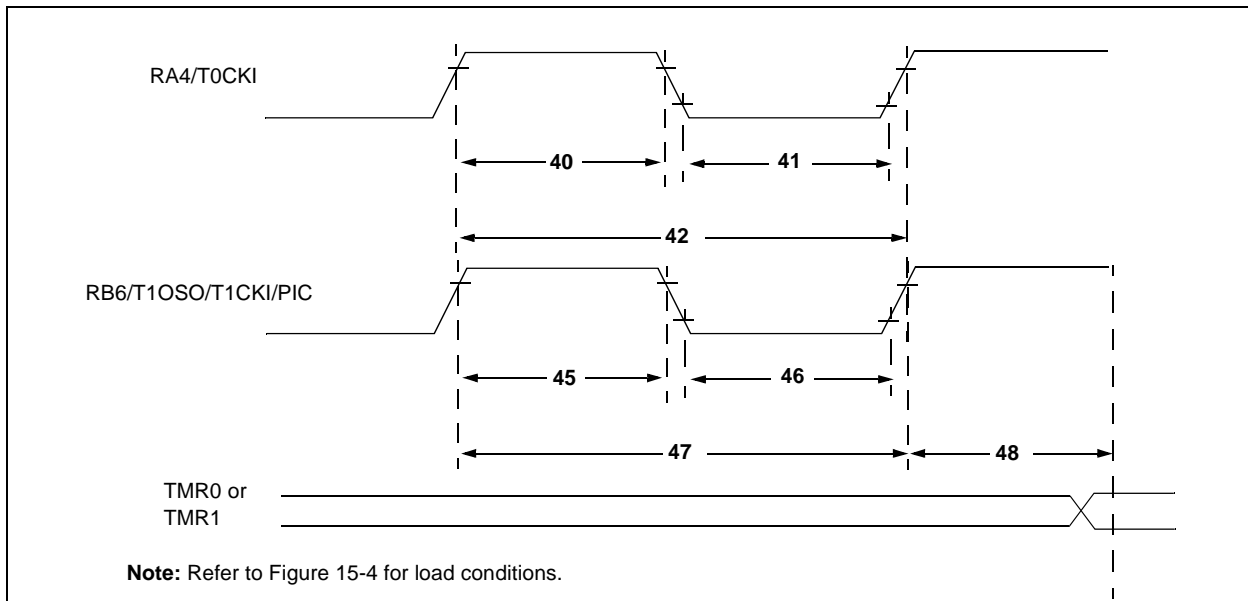 RA4/T0CKI
40
41
42
RB6/T1OSO/T1CKI/PIC
45
46
47
48
TMR0 or
TMR1
Note: Refer to Figure 15-4 for load conditions.